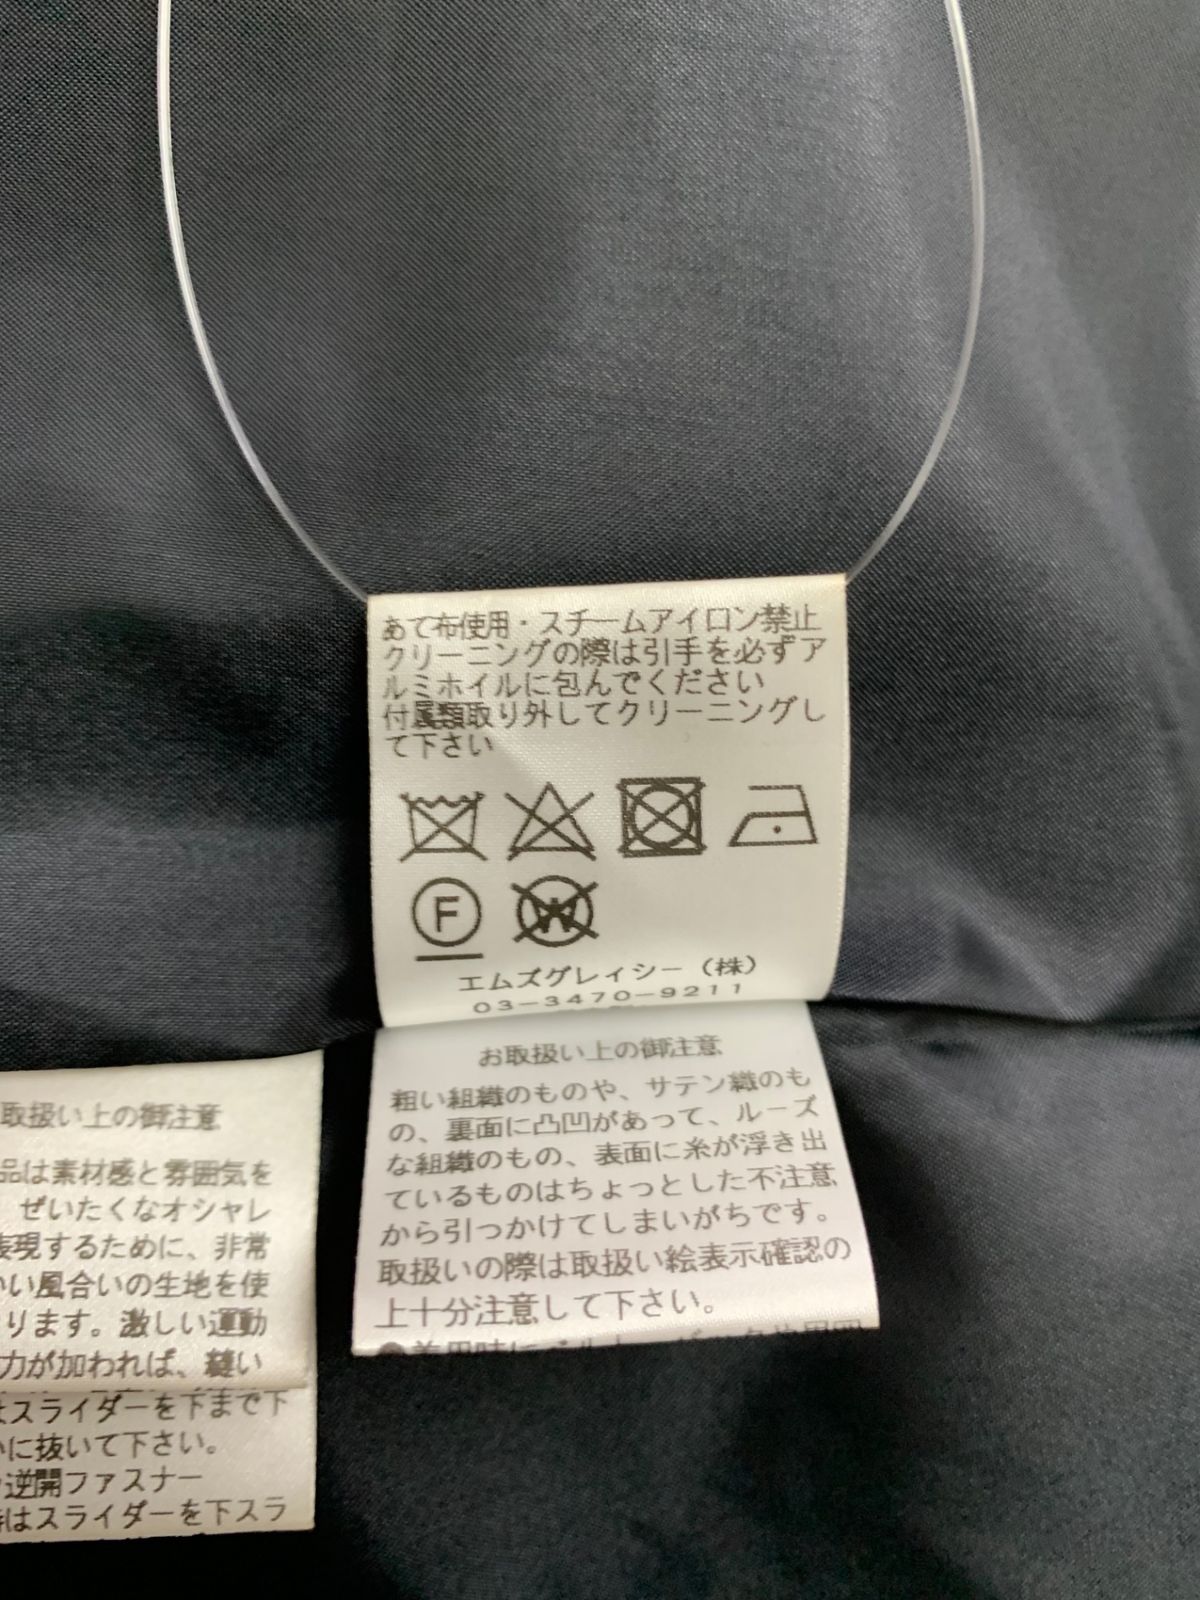 あて布使用・スチームアイロン禁止
クリーニングの際は引手を必ずア
ルミホイルに包んでください
付属類取り外してクリーニングし
て下さい
F
W
エムズグレイシー（株）
03-3470-9211
お取扱い上の御注意
粗い組織のものや、サテン織のも
の、裏面に凸凹があって、ルーズ
な組織のもの、表面に糸が浮き出
ているものはちょっとした不注意
から引つかけてしまいがちです。
取扱いの際は取扱い絵表示確認の
上十分注意して下さい。
取扱い上の御注意
品は素材感と雰囲気を
ぜいたくなオシャレ
表現するために、非常
い風合いの生地を使
ります。激しい運動
力が加われば、縫い
はスライダーを下まで下
に抜いて下さい。
逆開ファスナー
時はスライダーを下スラ